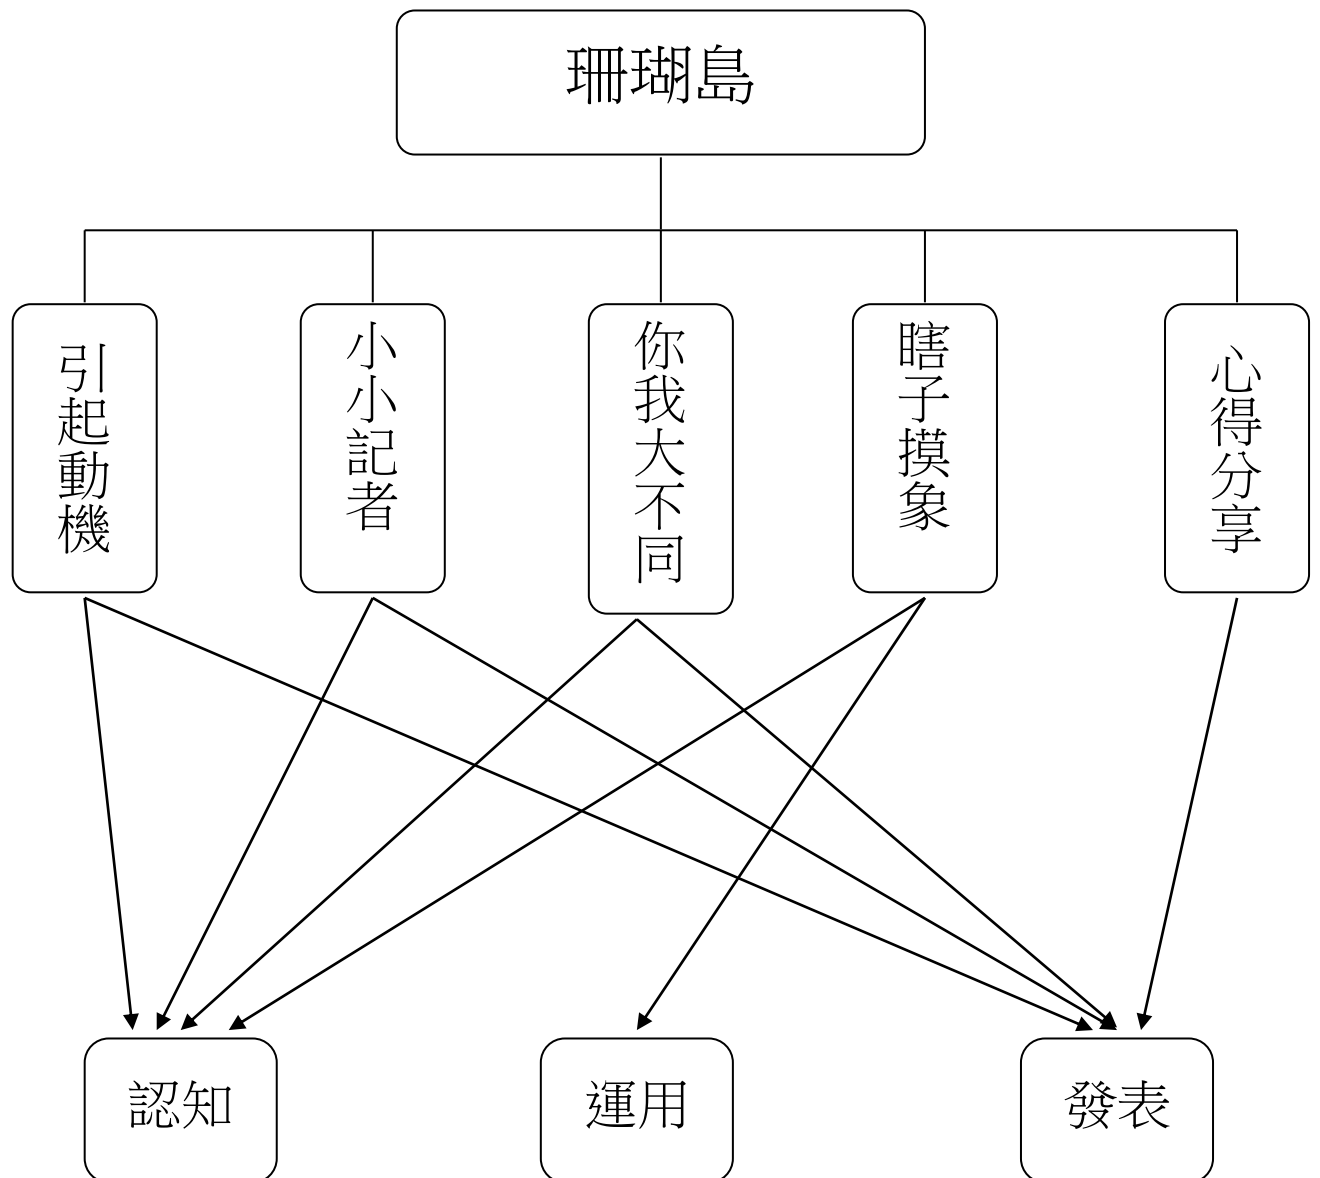 珊瑚島
引起動機
小小記者
你我大不同
瞎子摸象
心得分享
認知
運用
發表